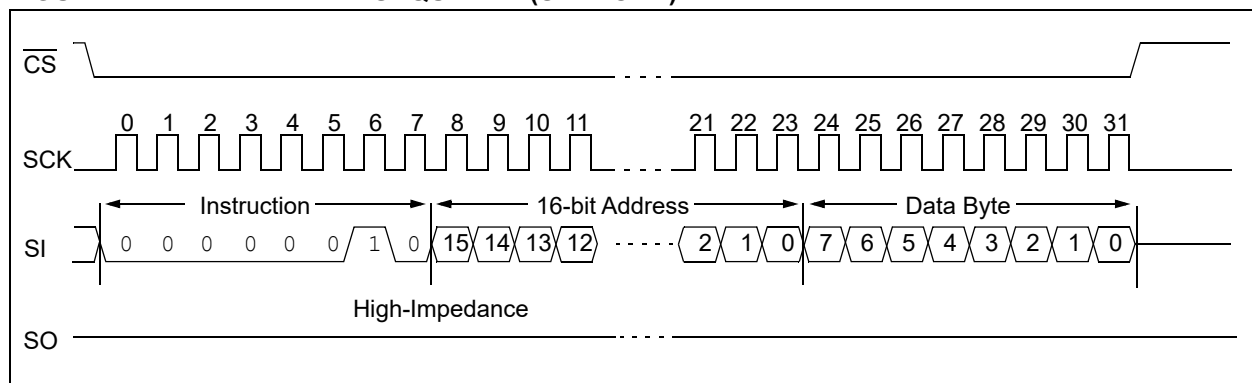 CS
0 1 2 3 4 5 6 7 8 9 10 11 21 22 23 24 25 26 27 28 29 30 31
SCK
Instruction 16-bit Address Data Byte
SI 0 0 0 0 0 0 1 0 15 14 13 12 2 1 0 7 6 5 4 3 2 1 0
High-Impedance
SO